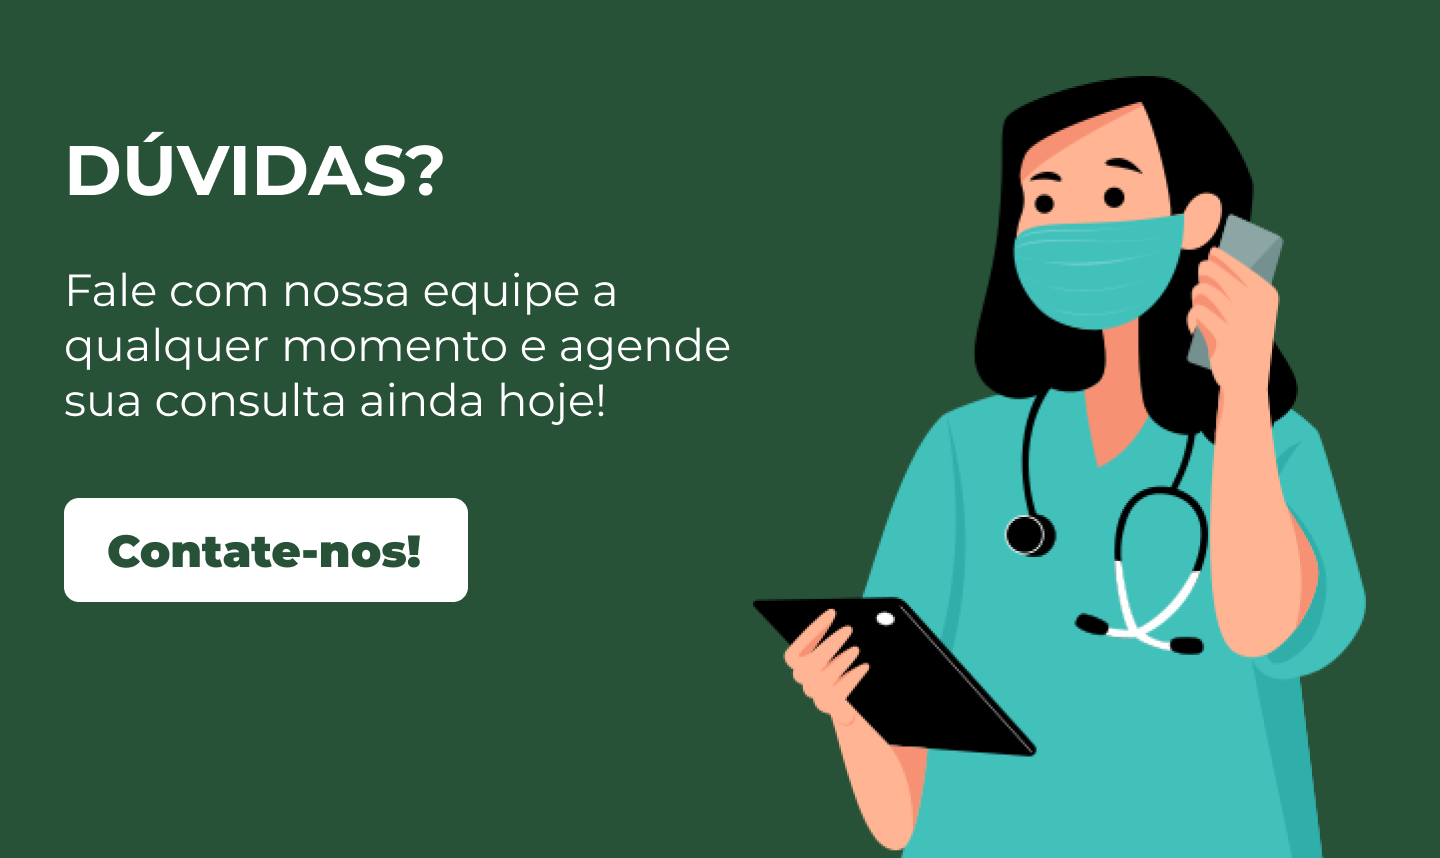 DÚVIDAS?
Fale com nossa equipe a
qualquer momento e agende
sua consulta ainda hoje!
Contate-nos!